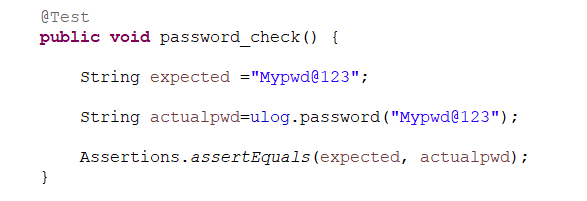 @Test
public void password_check() {
String expected ="Mypwd@123";
String actualpwd=ulog.password("Mypwd@123");
Assertions.assertEquals(expected, actualpwd);
}